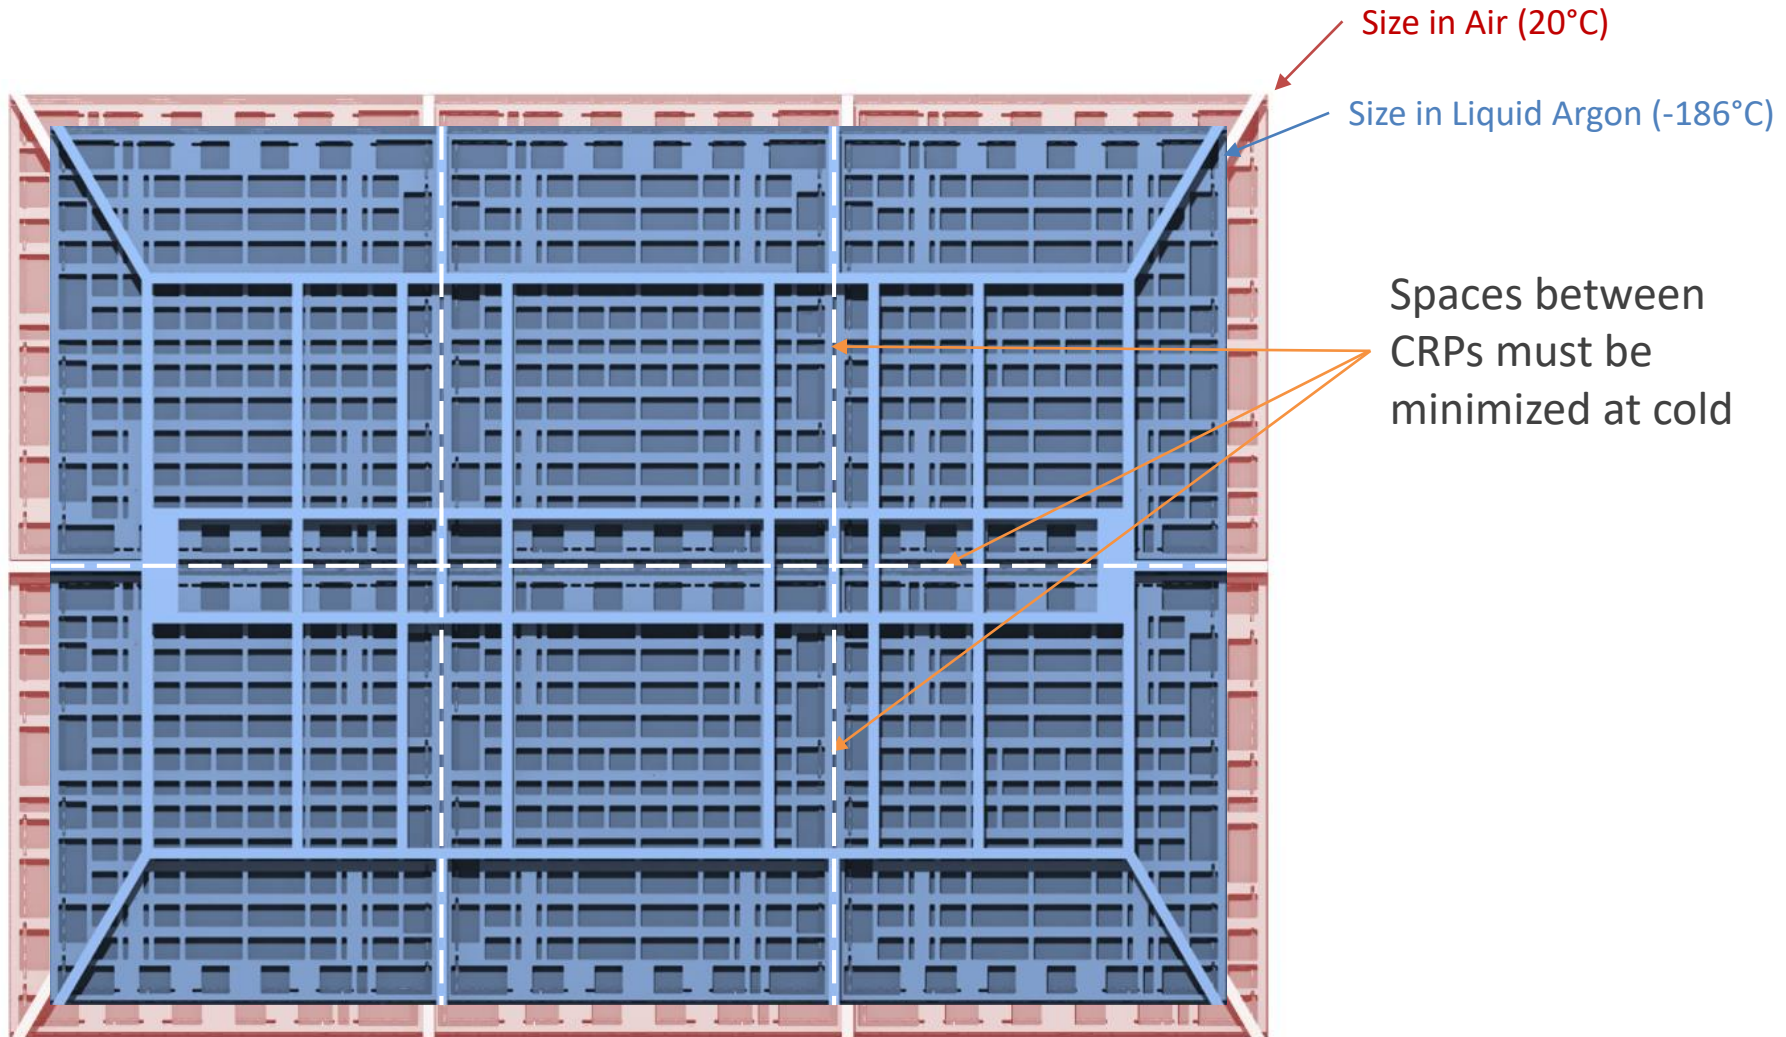 Size in Air (20°C)
Size in Liquid Argon (-186°C)
Spaces between
CRPs must be
minimized at cold